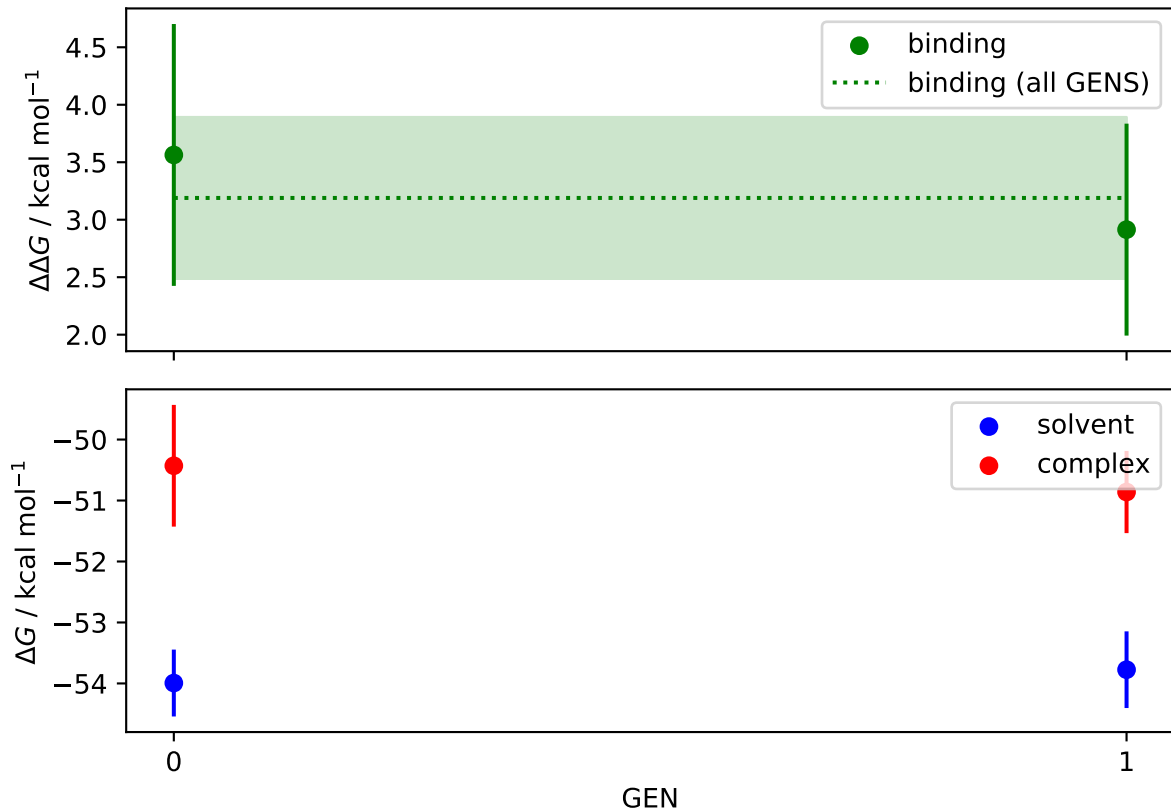 4.5
4.0
3.5
3.0
2.5
2.0
ΔΔG / kcal mol⁻¹
binding
binding (all GENS)
−50
−51
−52
−53
−54
ΔG / kcal mol⁻¹
solvent
complex
0
1
GEN